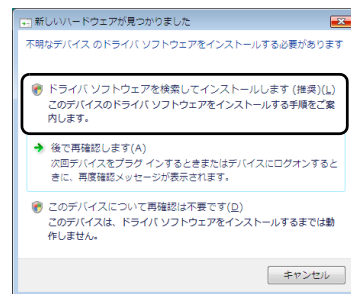 新しいハードウェアが見つかりました
不明なデバイス のドライバ ソフトウェアをインストールする必要があります
ドライバ ソフトウェアを検索してインストールします (推奨)(L)
このデバイスのドライバ ソフトウェアをインストールする手順をご案
内します。
後で再確認します(A)
次回デバイスをプラグ インするときまたはデバイスにログオンすると
きに、再度確認メッセージが表示されます。
このデバイスについて再確認は不要です(D)
このデバイスは、ドライバ ソフトウェアをインストールするまでは動
作しません。
キャンセル